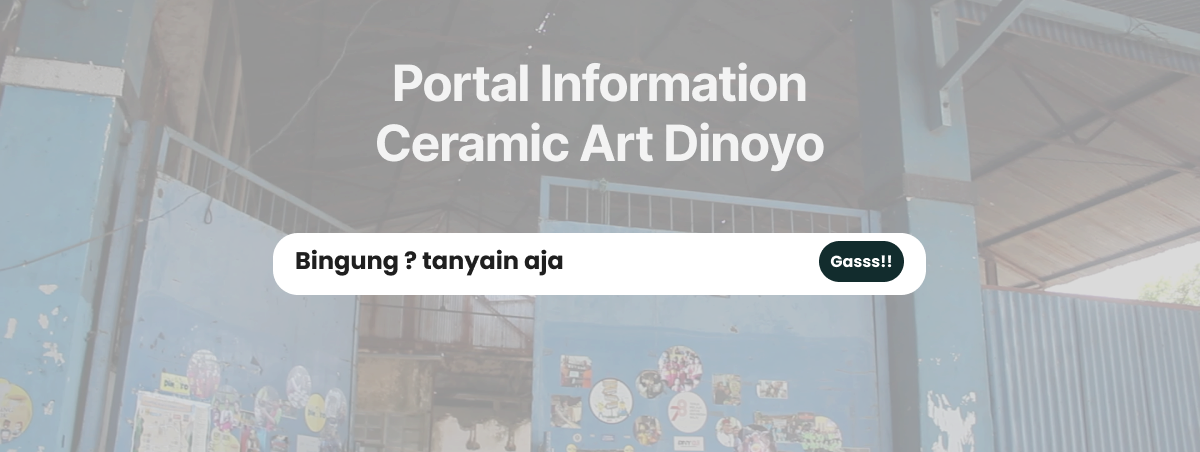 Portal Information
Ceramic Art Dinoyo
Bingung ? tanyain aja
Gasss!!